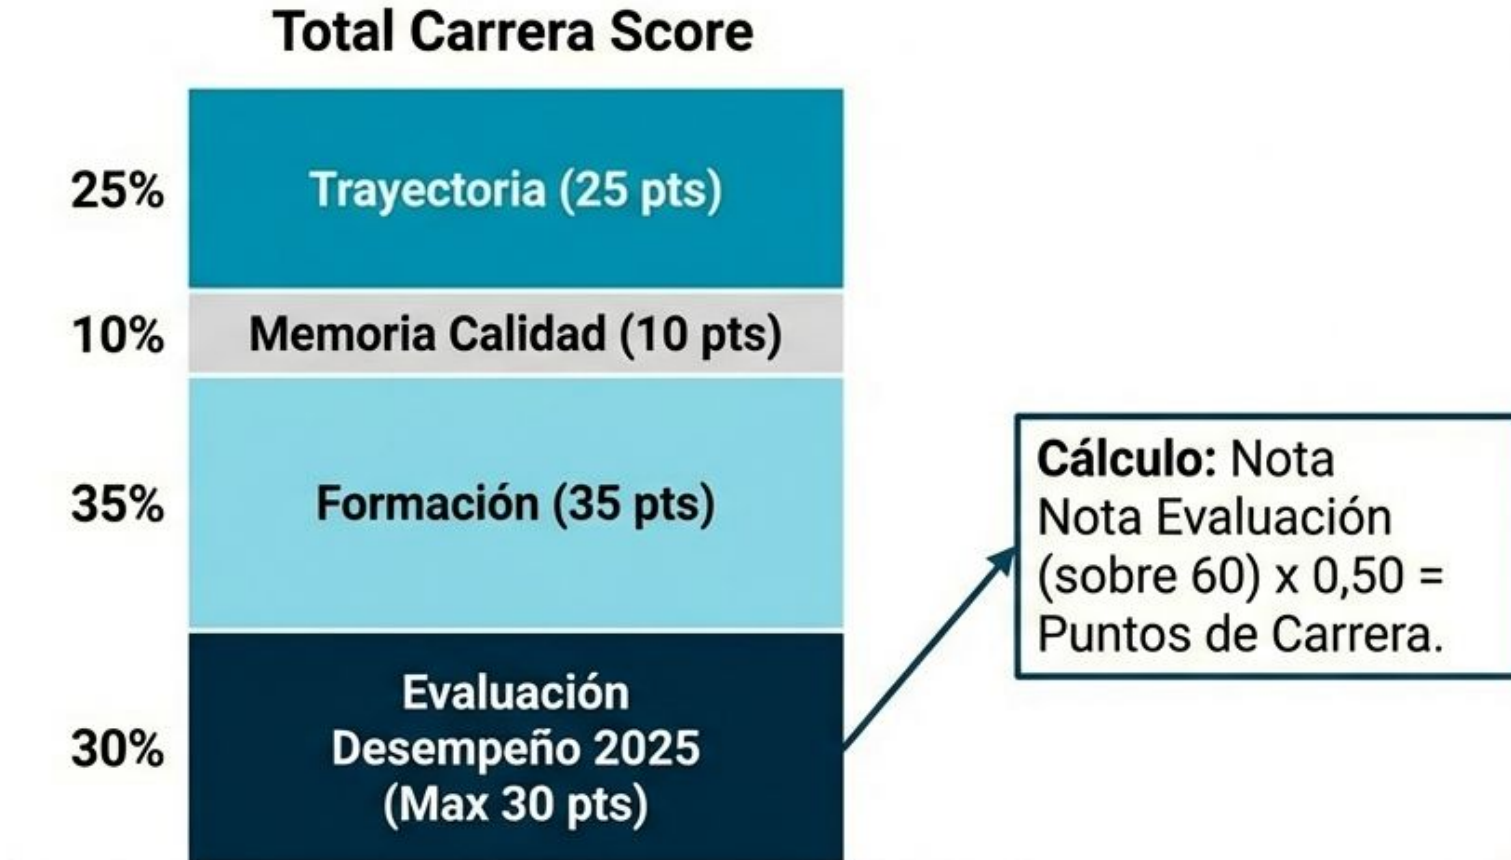 Total Carrera Score
25%
Trayectoria (25 pts)
10%
Memoria Calidad (10 pts)
35%
Formación (35 pts)
30%
Evaluación
Desempeño 2025
(Max 30 pts)
Cálculo: Nota
Nota Evaluación
(sobre 60) x 0,50 =
Puntos de Carrera.